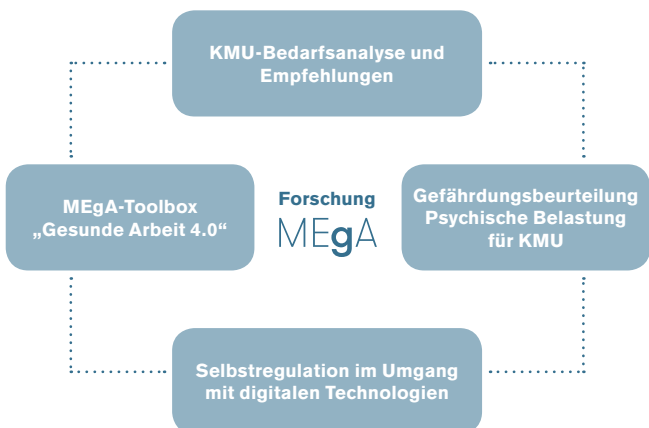 KMU-Bedarfsanalyse und
Empfehlungen
MEgA-Toolbox
„Gesunde Arbeit 4.0“
Forschung
MEgA
Gefährdungsbeurteilung
Psychische Belastung
für KMU
Selbstregulation im Umgang
mit digitalen Technologien